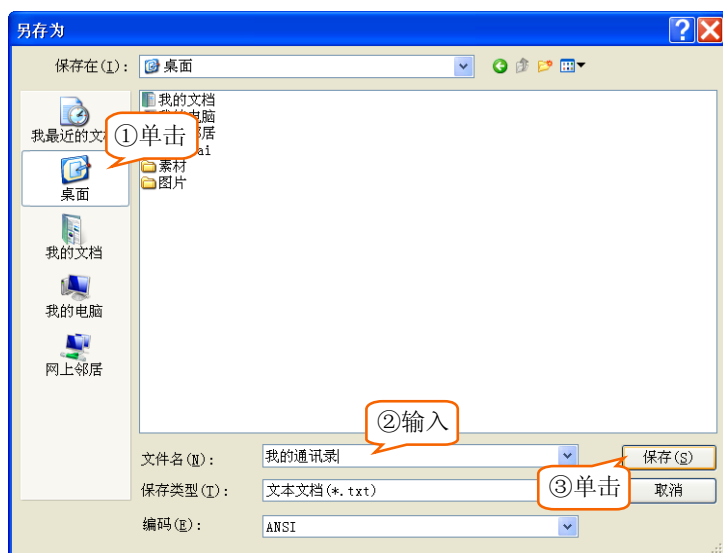 另存为
保存在(I): 桌面
我的文档
我最近的文
①单击
邻居
ai
素材
图片
桌面
我的文档
我的电脑
网上邻居
②输入
文件名(N): 我的通讯录 保存(S)
保存类型(T): 文本文档(*.txt) ③单击 取消
编码(E): ANSI